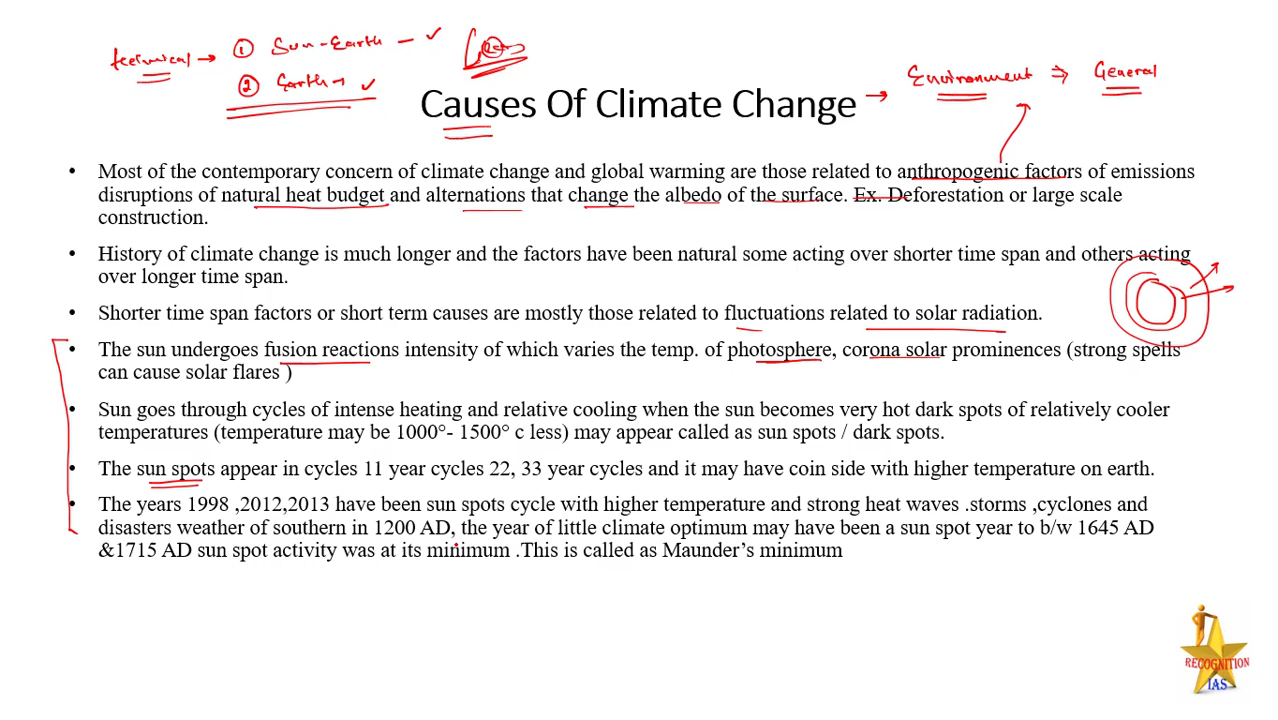 technical → ① Sun-Earth – ✓
② Earth → ✓
→ Environment ⇒ General
Causes Of Climate Change
• Most of the contemporary concern of climate change and global warming are those related to anthropogenic factors of emissions
disruptions of natural heat budget and alternations that change the albedo of the surface. Ex. Deforestation or large scale
construction.
• History of climate change is much longer and the factors have been natural some acting over shorter time span and others acting
over longer time span.
• Shorter time span factors or short term causes are mostly those related to fluctuations related to solar radiation.
• The sun undergoes fusion reactions intensity of which varies the temp. of photosphere, corona solar prominences (strong spells
can cause solar flares )
• Sun goes through cycles of intense heating and relative cooling when the sun becomes very hot dark spots of relatively cooler
temperatures (temperature may be 1000°- 1500° c less) may appear called as sun spots / dark spots.
• The sun spots appear in cycles 11 year cycles 22, 33 year cycles and it may have coin side with higher temperature on earth.
• The years 1998 ,2012,2013 have been sun spots cycle with higher temperature and strong heat waves .storms ,cyclones and
disasters weather of southern in 1200 AD, the year of little climate optimum may have been a sun spot year to b/w 1645 AD
&1715 AD sun spot activity was at its minimum .This is called as Maunder’s minimum
RECOGNITION
IAS